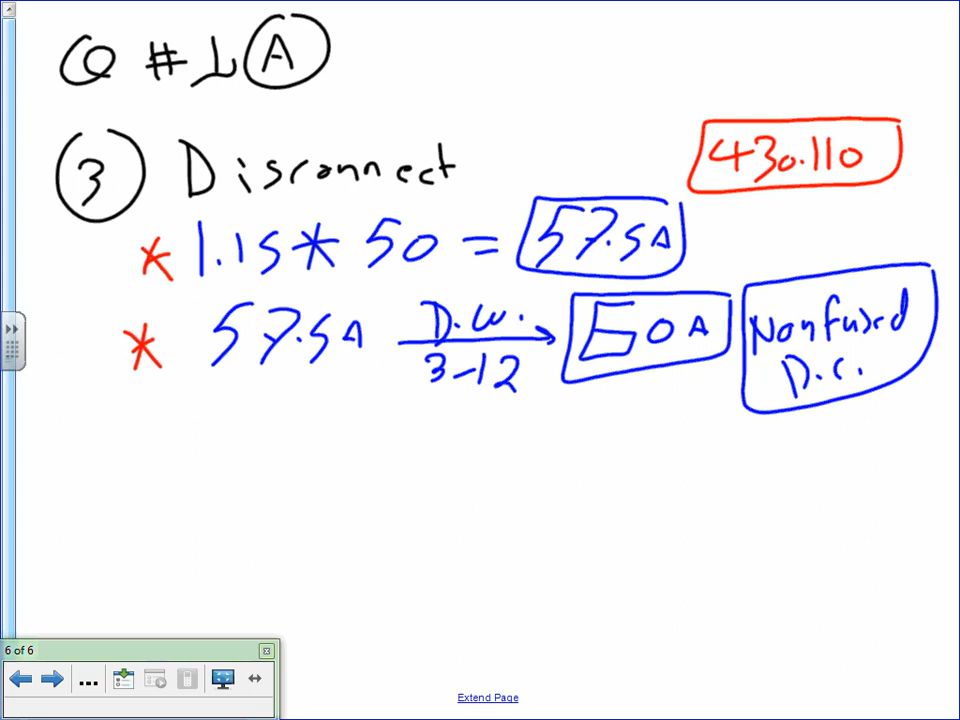 Q # 1 A
3 Disconnect
430.110
* 1.15 * 50 = 57.5A
* 57.5A D.W. 3-12 60A Nonfused D.C.
6 of 6
...
Extend Page